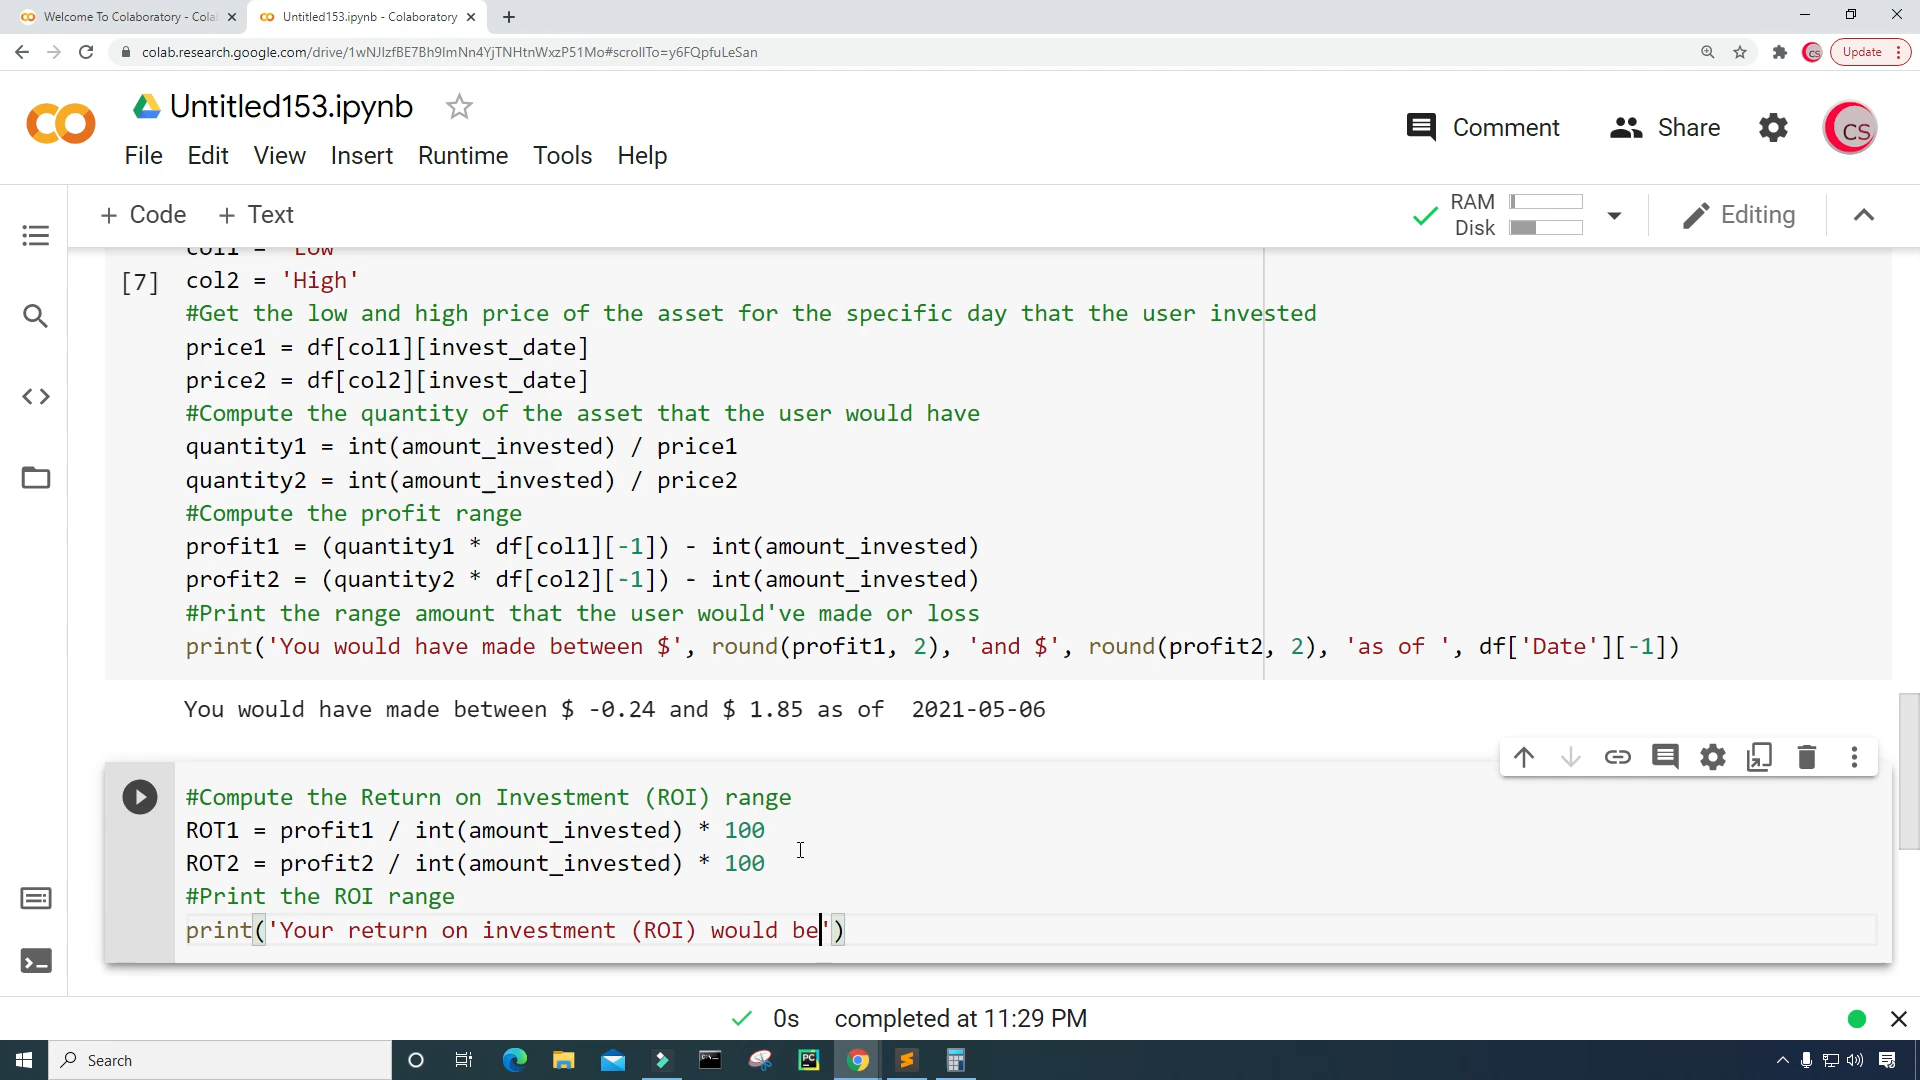 Welcome To Colaboratory - Cola
Untitled153.ipynb - Colaboratory
colab.research.google.com/drive/1wNJIzfBE7Bh9ImNn4YjTNHtnWxzP51Mo#scrollTo=y6FQpfuLeSan
CS
Update
Untitled153.ipynb
File Edit View Insert Runtime Tools Help
Comment
Share
CS
+ Code + Text
RAM
Disk
Editing
col1 = 'Low'
[7] col2 = 'High'
#Get the low and high price of the asset for the specific day that the user invested
price1 = df[col1][invest_date]
price2 = df[col2][invest_date]
#Compute the quantity of the asset that the user would have
quantity1 = int(amount_invested) / price1
quantity2 = int(amount_invested) / price2
#Compute the profit range
profit1 = (quantity1 * df[col1][-1]) - int(amount_invested)
profit2 = (quantity2 * df[col2][-1]) - int(amount_invested)
#Print the range amount that the user would've made or loss
print('You would have made between $', round(profit1, 2), 'and $', round(profit2, 2), 'as of ', df['Date'][-1])
You would have made between $ -0.24 and $ 1.85 as of  2021-05-06
#Compute the Return on Investment (ROI) range
ROT1 = profit1 / int(amount_invested) * 100
ROT2 = profit2 / int(amount_invested) * 100
#Print the ROI range
print('Your return on investment (ROI) would be')
0s completed at 11:29 PM
Search
PC